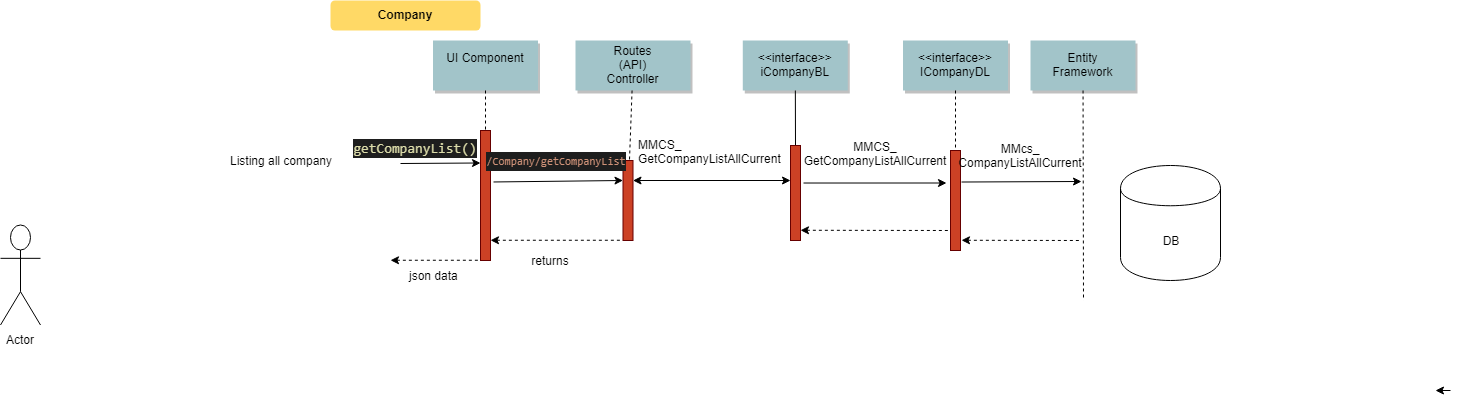 Company
UI Component
Routes
(API)
Controller
<<interface>>
iCompanyBL
<<interface>>
ICompanyDL
Entity
Framework
Listing all company
getCompanyList()
/Company/getCompanyList
MMCS_
GetCompanyListAllCurrent
MMCS_
GetCompanyListAllCurrent
MMcs_
CompanyListAllCurrent
DB
returns
json data
Actor